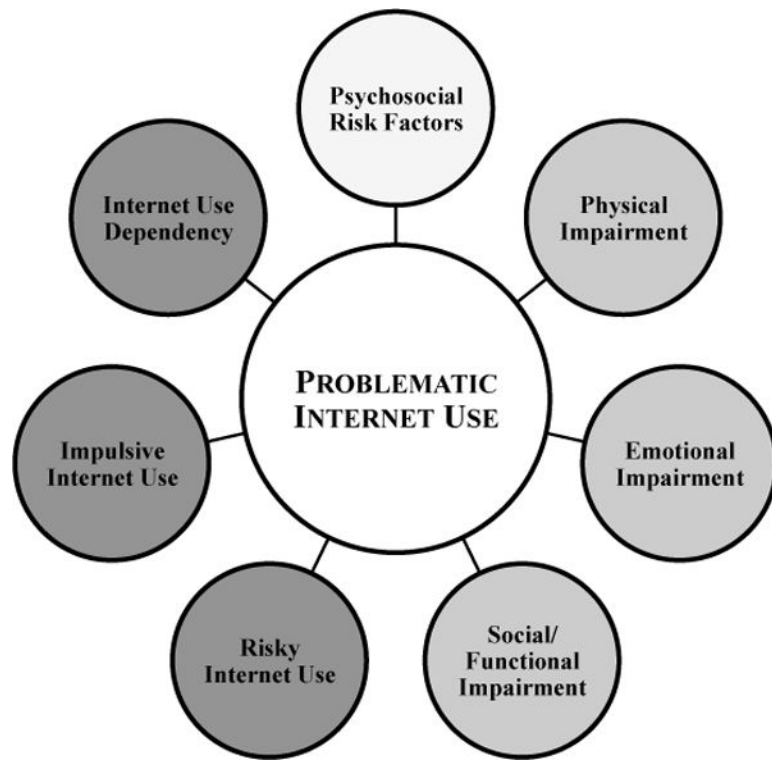 Psychosocial
Risk Factors
Internet Use
Dependency
Physical
Impairment
PROBLEMATIC
INTERNET USE
Impulsive
Internet Use
Emotional
Impairment
Risky
Internet Use
Social/
Functional
Impairment